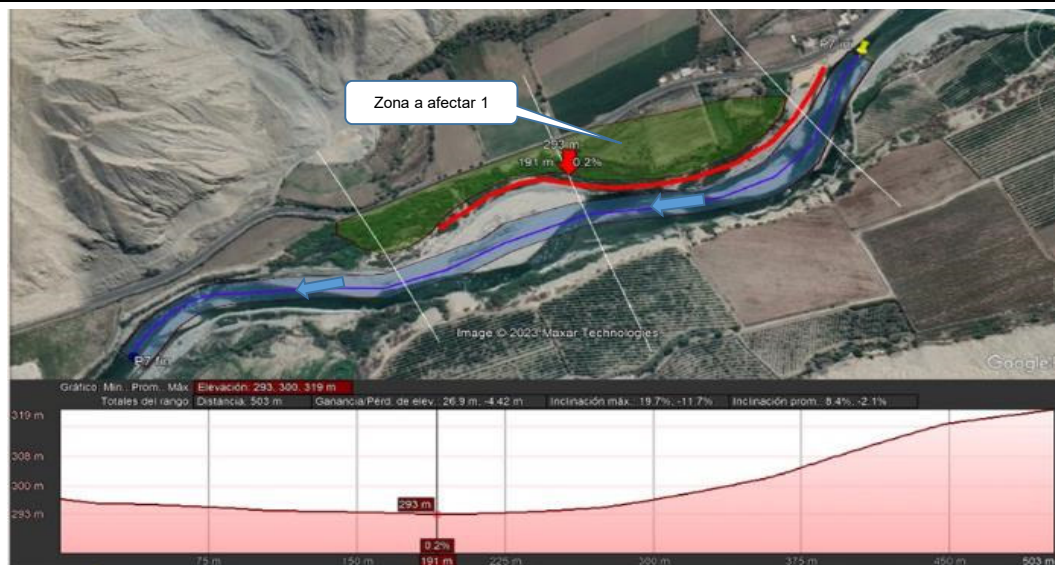 P7 ini
Zona a afectar 1
293 m
191 m 0.2%
Image © 2023 Maxar Technologies
Google
P7 fin
Gráfico: Mín., Prom., Máx. Elevación: 293, 300, 319 m
Totales del rango: Distancia: 503 m Ganancia/Pérd. de elev.: 26.9 m, -4.42 m Inclinación máx.: 19.7%, -11.7% Inclinación prom.: 8.4%, -2.1%
319 m
308 m
300 m
293 m
293 m
0.2%
75 m 150 m 191 m 225 m 300 m 375 m 450 m 503 m